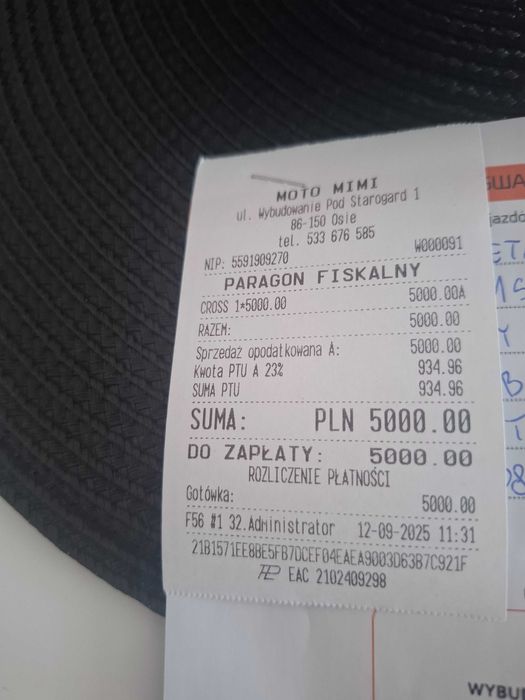 MOTO MIMI
ul. Wybudowanie Pod Starogard 1
86-150 Osie
tel. 533 676 585
NIP: 5591909270 W000091
PARAGON FISKALNY
CROSS 1*5000.00 5000.00A
RAZEM: 5000.00
Sprzedaż opodatkowana A: 5000.00
Kwota PTU A 23% 934.96
SUMA PTU 934.96
SUMA: PLN 5000.00
DO ZAPŁATY: 5000.00
ROZLICZENIE PŁATNOŚCI
Gotówka: 5000.00
F56 #1 32.Administrator 12-09-2025 11:31
21B1571EE8BE5FB7DCEF04EAEA9003D63B7C921F
EAC 2102409298